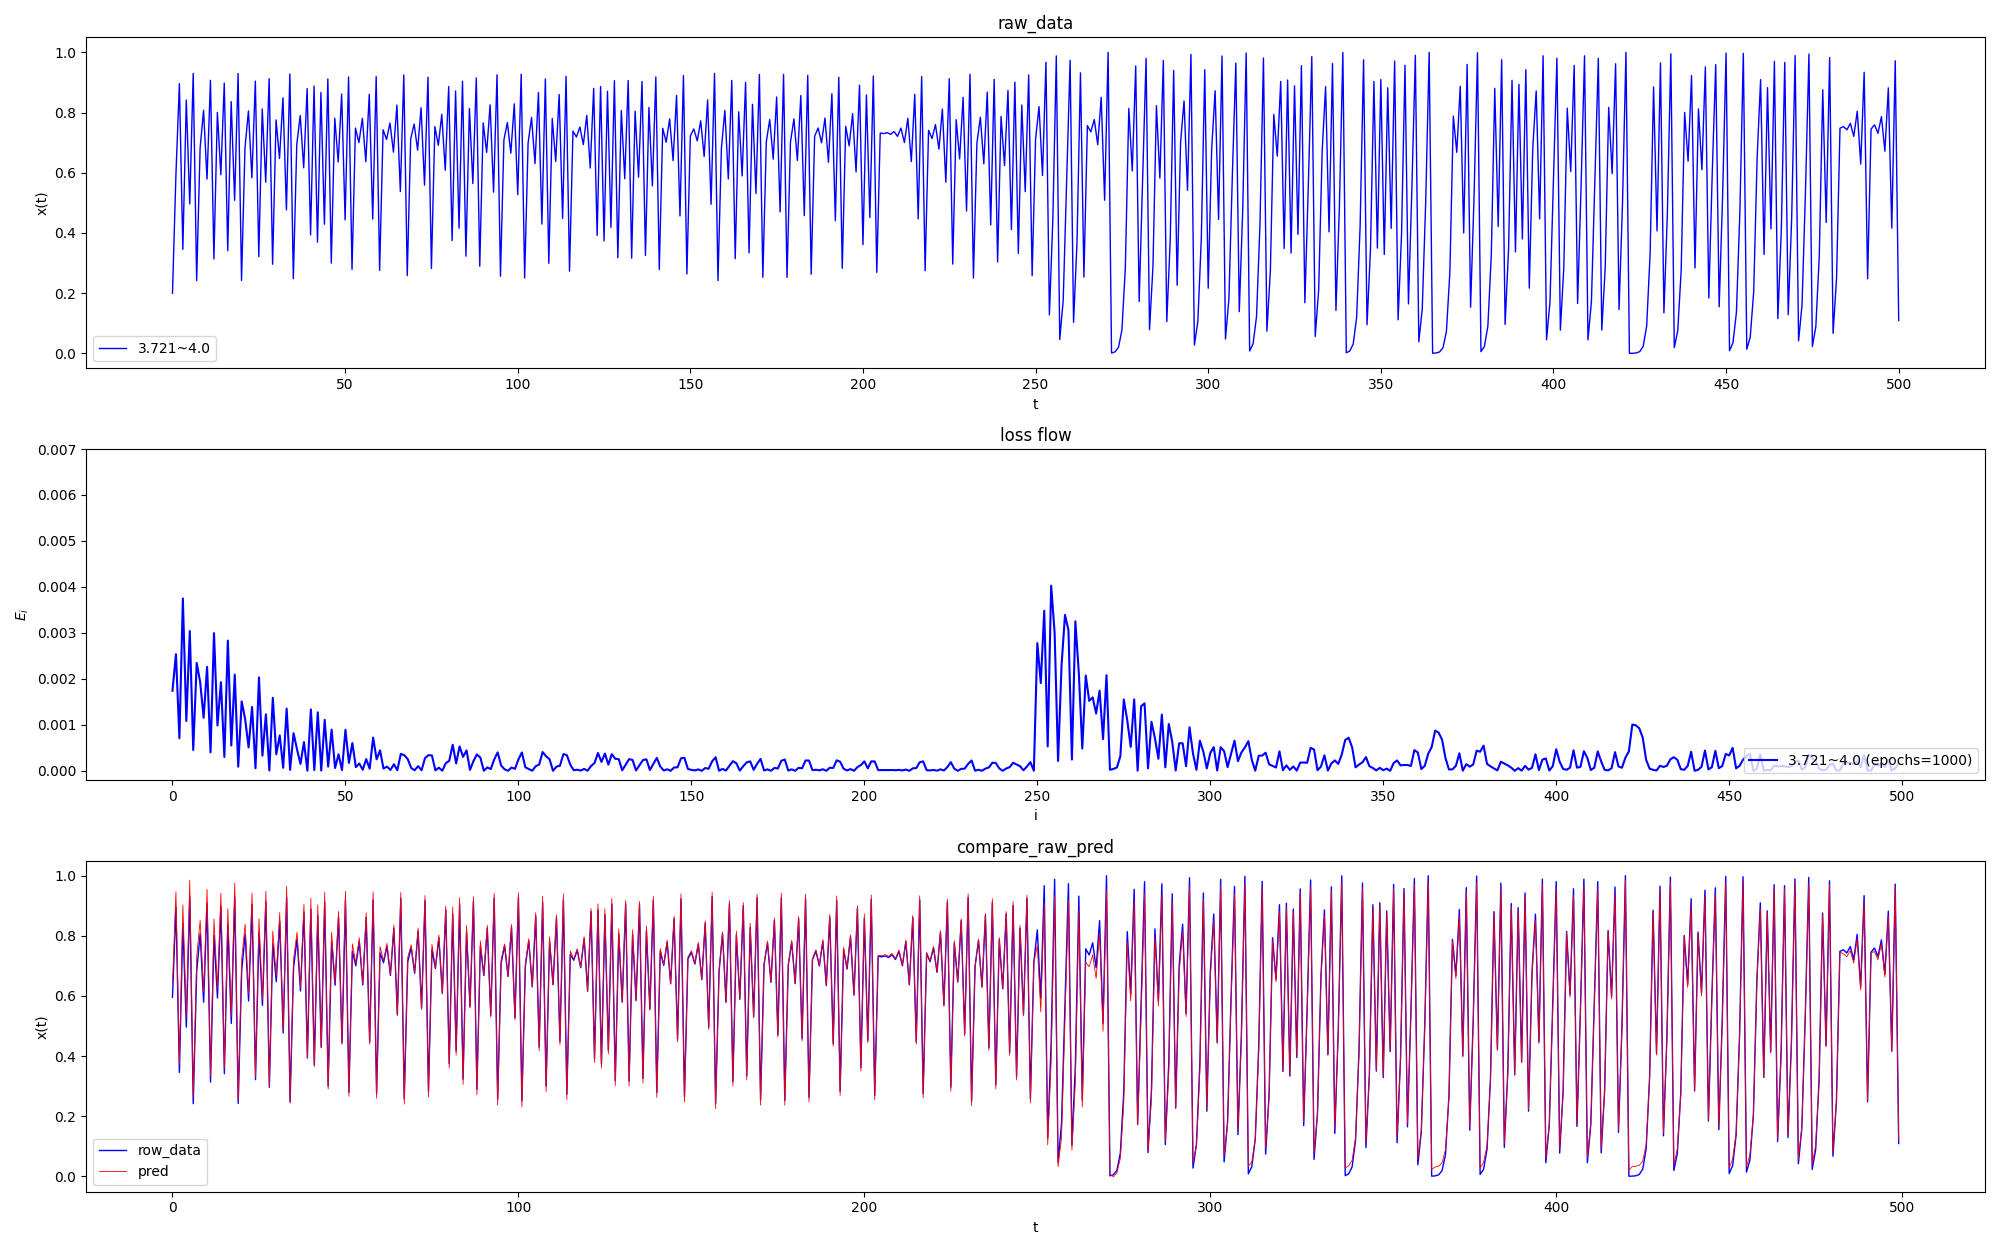 raw_data
1.0
0.8
0.6
0.4
0.2
0.0
x(t)
3.721~4.0
50 100 150 200 250 300 350 400 450 500
t
loss flow
0.007
0.006
0.005
0.004
0.003
0.002
0.001
0.000
E_i
3.721~4.0 (epochs=1000)
0 50 100 150 200 250 300 350 400 450 500
i
compare_raw_pred
1.0
0.8
0.6
0.4
0.2
0.0
x(t)
row_data
pred
0 100 200 300 400 500
t